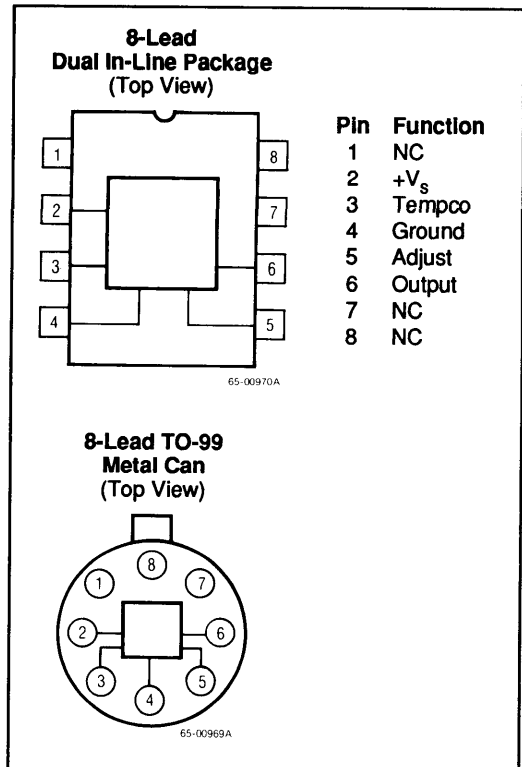 8-Lead
Dual In-Line Package
(Top View)
1
2
3
4
8
7
6
5
65-00970A
Pin Function
1 NC
2 +Vs
3 Tempco
4 Ground
5 Adjust
6 Output
7 NC
8 NC
8-Lead TO-99
Metal Can
(Top View)
8
1
7
2
6
3
5
4
65-00969A